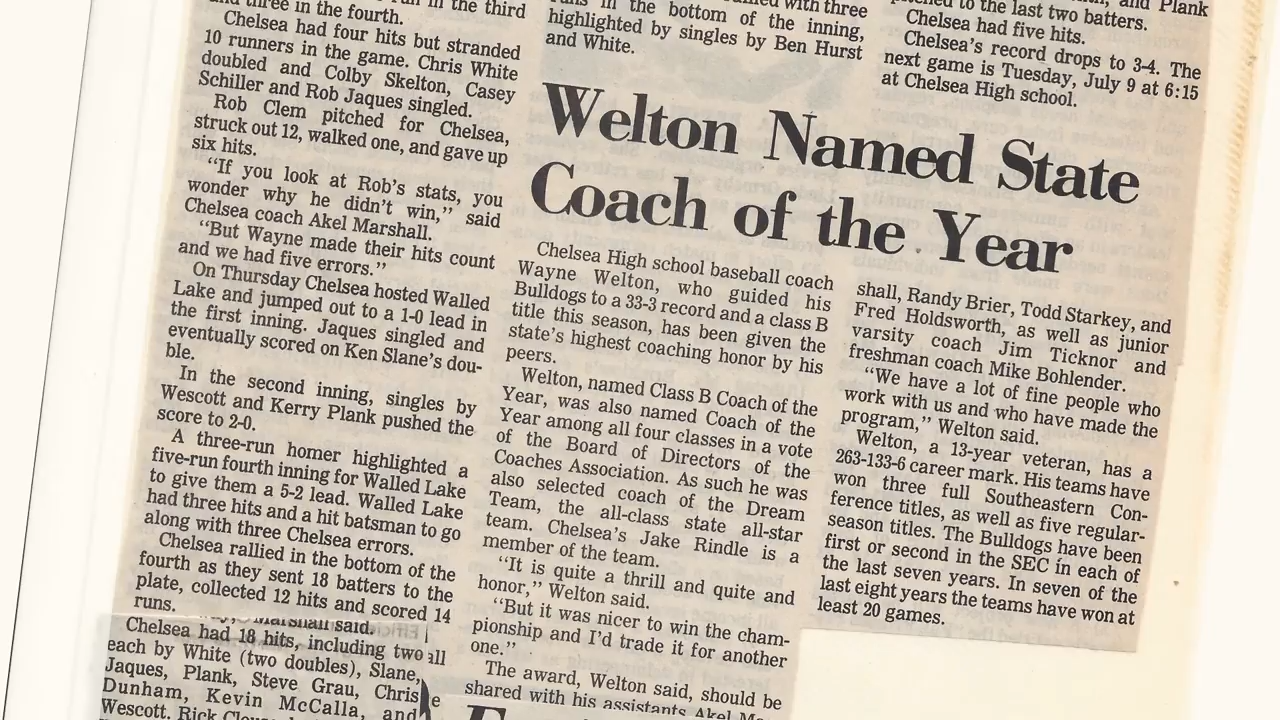 and three in the fourth.
Chelsea had four hits but stranded
10 runners in the game. Chris White
doubled and Colby Skelton, Casey
Schiller and Rob Jaques singled.
Rob Clem pitched for Chelsea,
struck out 12, walked one, and gave up
six hits.
“If you look at Rob’s stats, you
wonder why he didn’t win,” said
Chelsea coach Akel Marshall.
“But Wayne made their hits count
and we had five errors.”
On Thursday Chelsea hosted Walled
Lake and jumped out to a 1-0 lead in
the first inning. Jaques singled and
eventually scored on Ken Slane’s dou-
ble.
In the second inning, singles by
Wescott and Kerry Plank pushed the
score to 2-0.
A three-run homer highlighted a
five-run fourth inning for Walled Lake
to give them a 5-2 lead. Walled Lake
had three hits and a hit batsman to go
along with three Chelsea errors.
Chelsea rallied in the bottom of the
fourth as they sent 18 batters to the
plate, collected 12 hits and scored 14
runs.
Marshall said.
Chelsea had 18 hits, including two
each by White (two doubles), Slane,
Jaques, Plank, Steve Grau, Chris
Dunham, Kevin McCalla, and
Wescott. Rick
with three
in the bottom of the inning,
highlighted by singles by Ben Hurst
and White.
and Plank
to the last two batters.
Chelsea had five hits.
Chelsea’s record drops to 3-4. The
next game is Tuesday, July 9 at 6:15
at Chelsea High school.
Welton Named State
Coach of the Year
Chelsea High school baseball coach
Wayne Welton, who guided his
Bulldogs to a 33-3 record and a class B
title this season, has been given the
state’s highest coaching honor by his
peers.
Welton, named Class B Coach of the
Year, was also named Coach of the
Year among all four classes in a vote
of the Board of Directors of the
Coaches Association. As such he was
also selected coach of the Dream
Team, the all-class state all-star
team. Chelsea’s Jake Rindle is a
member of the team.
“It is quite a thrill and quite and
honor,” Welton said.
“But it was nicer to win the cham-
pionship and I’d trade it for another
one.”
The award, Welton said, should be
shared with his assistants Akel Mar-
shall, Randy Brier, Todd Starkey, and
Fred Holdsworth, as well as junior
varsity coach Jim Ticknor and
freshman coach Mike Bohlender.
“We have a lot of fine people who
work with us and who have made the
program,” Welton said.
Welton, a 13-year veteran, has a
263-133-6 career mark. His teams have
won three full Southeastern Con-
ference titles, as well as five regular-
season titles. The Bulldogs have been
first or second in the SEC in each of
the last seven years. In seven of the
last eight years the teams have won at
least 20 games.